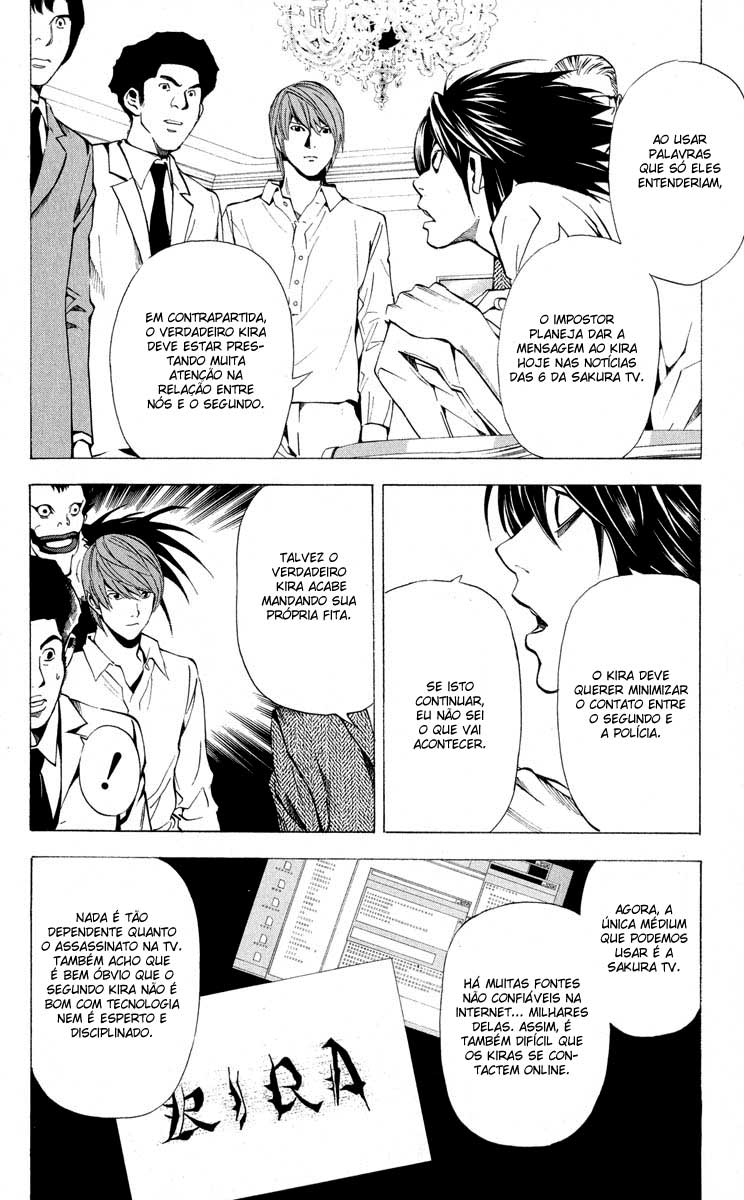 AO USAR
PALAVRAS
QUE SÓ ELES
ENTENDERIAM,
O IMPOSTOR
PLANEJA DAR A
MENSAGEM AO KIRA
HOJE NAS NOTÍCIAS
DAS 6 DA SAKURA TV.
EM CONTRAPARTIDA,
O VERDADEIRO KIRA
DEVE ESTAR PRES-
TANDO MUITA
ATENÇÃO NA
RELAÇÃO ENTRE
NÓS E O SEGUNDO.
O KIRA DEVE
QUERER MINIMIZAR
O CONTATO ENTRE
O SEGUNDO E
A POLÍCIA.
SE ISTO
CONTINUAR,
EU NÃO SEI
O QUE VAI
ACONTECER.
TALVEZ O
VERDADEIRO
KIRA ACABE
MANDANDO SUA
PRÓPRIA FITA.
!
AGORA, A
ÚNICA MÉDIUM
QUE PODEMOS
USAR É A
SAKURA TV.
HÁ MUITAS FONTES
NÃO CONFIÁVEIS NA
INTERNET... MILHARES
DELAS. ASSIM, É
TAMBÉM DIFÍCIL QUE
OS KIRAS SE CON-
TACTEM ONLINE.
NADA É TÃO
DEPENDENTE QUANTO
O ASSASSINATO NA TV.
TAMBÉM ACHO QUE
É BEM ÓBVIO QUE O
SEGUNDO KIRA NÃO É
BOM COM TECNOLOGIA
NEM É ESPERTO E
DISCIPLINADO.
KIRA